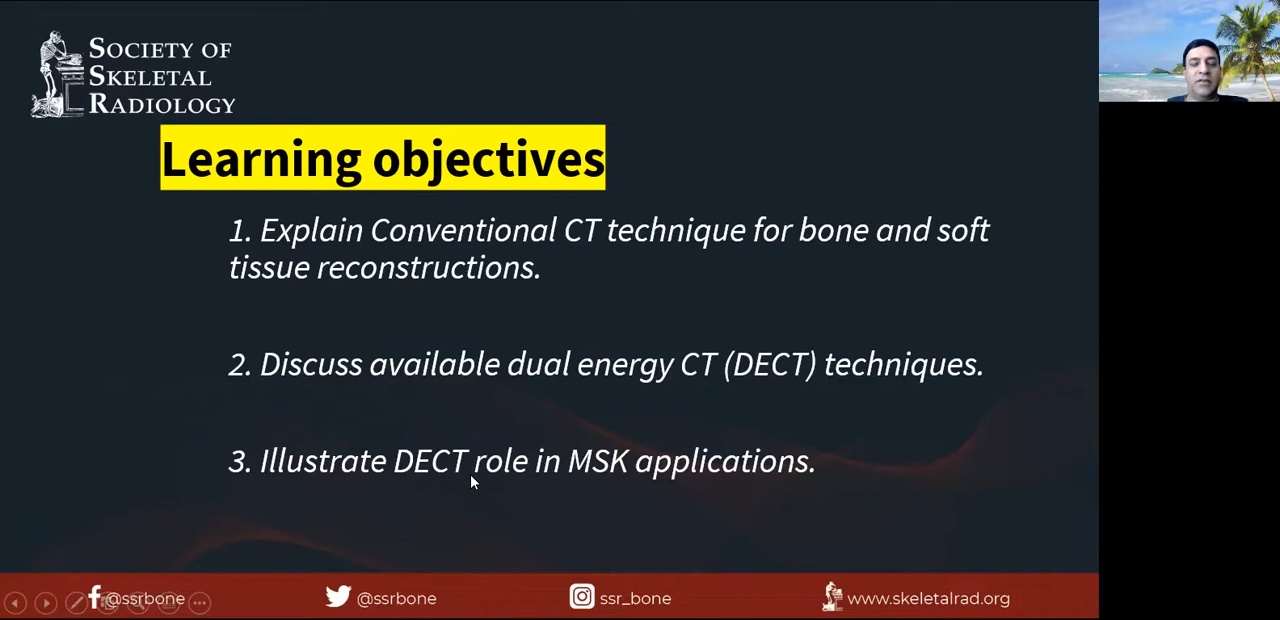 SOCIETY OF
SKELETAL
RADIOLOGY
Learning objectives
1. Explain Conventional CT technique for bone and soft
tissue reconstructions.
2. Discuss available dual energy CT (DECT) techniques.
3. Illustrate DECT role in MSK applications.
@ssrbone
@ssrbone
ssr_bone
www.skeletalrad.org